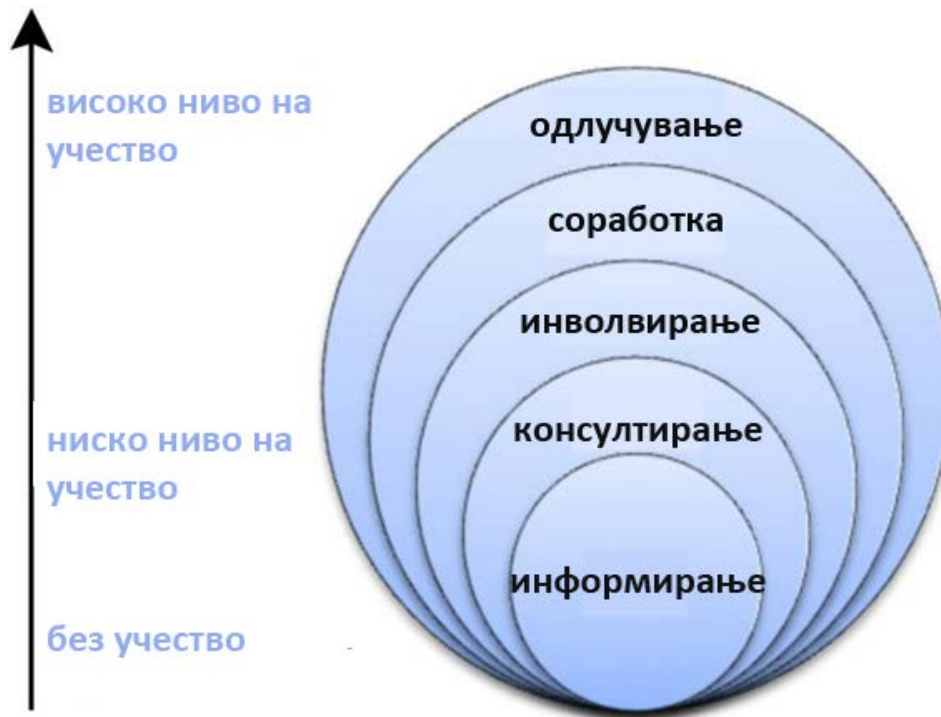 високо ниво на
учество
ниско ниво на
учество
без учество
одлучување
соработка
инволвирање
консултирање
информирање